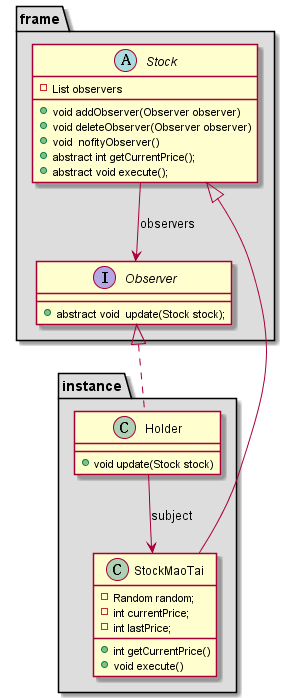 frame
A Stock
List observers
void addObserver(Observer observer)
void deleteObserver(Observer observer)
void nofityObserver()
abstract int getCurrentPrice();
abstract void execute();
observers
I Observer
abstract void update(Stock stock);
instance
C Holder
void update(Stock stock)
subject
C StockMaoTai
Random random;
int currentPrice;
int lastPrice;
int getCurrentPrice()
void execute()